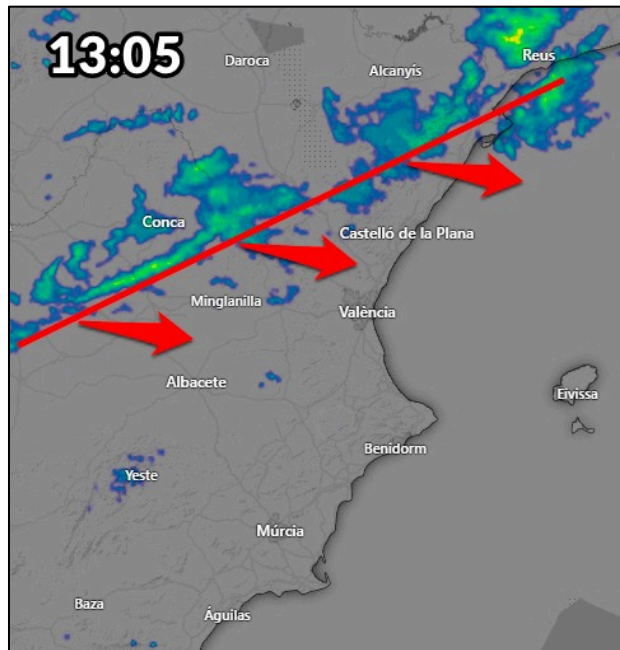 13:05
Daroca
Alcanyís
Reus
Conca
Castelló de la Plana
Minglanilla
València
Albacete
Eivissa
Benidorm
Yeste
Múrcia
Baza
Águilas